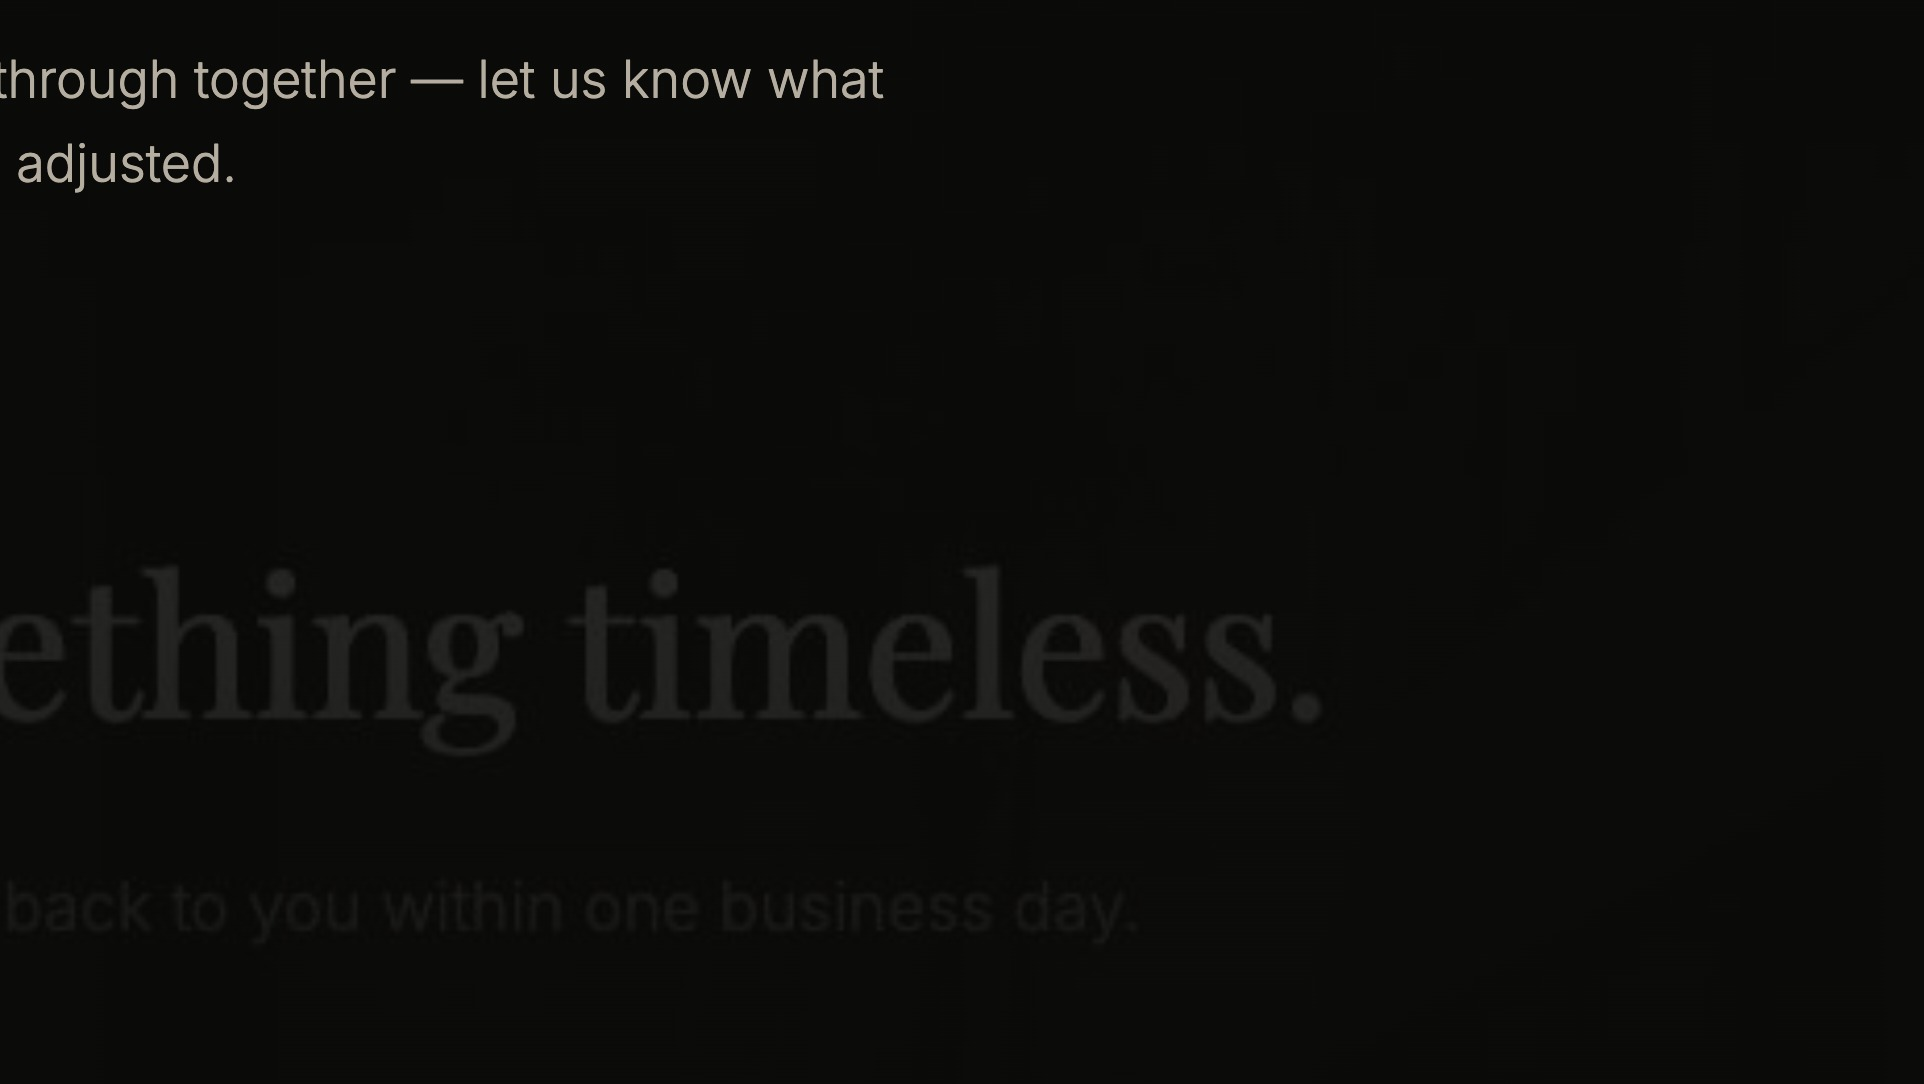 through together — let us know what
adjusted.
ething timeless.
back to you within one business day.